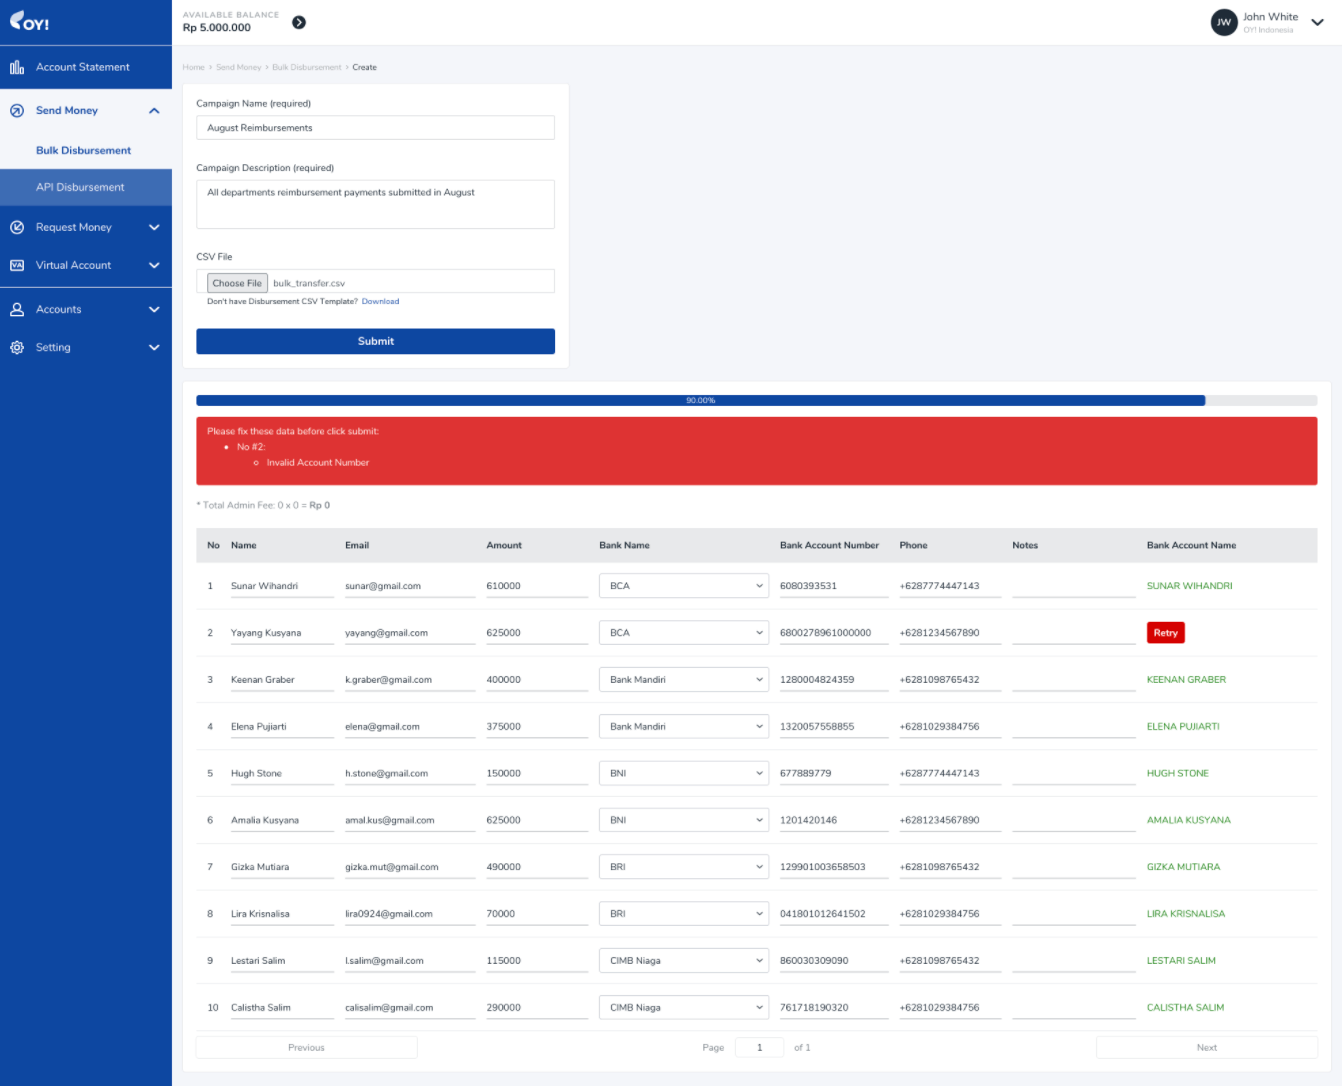 OY!
AVAILABLE BALANCE
Rp 5.000.000
JW
John White
OY! Indonesia
Account Statement
Send Money
Bulk Disbursement
API Disbursement
Request Money
VA Virtual Account
Accounts
Setting
Home > Send Money > Bulk Disbursement > Create
Campaign Name (required)
August Reimbursements
Campaign Description (required)
All departments reimbursement payments submitted in August
CSV File
Choose File bulk_transfer.csv
Don't have Disbursement CSV Template? Download
Submit
90.00%
Please fix these data before click submit:
• No #2:
Invalid Account Number
* Total Admin Fee: 0 x 0 = Rp 0
No Name Email Amount Bank Name Bank Account Number Phone Notes Bank Account Name
1 Sunar Wihandri sunar@gmail.com 610000 BCA 6080393531 +6287774447143 SUNAR WIHANDRI
2 Yayang Kusyana yayang@gmail.com 625000 BCA 6800278961000000 +6281234567890 Retry
3 Keenan Graber k.graber@gmail.com 400000 Bank Mandiri 1280004824359 +6281098765432 KEENAN GRABER
4 Elena Pujiarti elena@gmail.com 375000 Bank Mandiri 1320057558855 +6281029384756 ELENA PUJIARTI
5 Hugh Stone h.stone@gmail.com 150000 BNI 677889779 +6287774447143 HUGH STONE
6 Amalia Kusyana amal.kus@gmail.com 625000 BNI 1201420146 +6281234567890 AMALIA KUSYANA
7 Gizka Mutiara gizka.mut@gmail.com 490000 BRI 129901003658503 +6281098765432 GIZKA MUTIARA
8 Lira Krisnalisa lira0924@gmail.com 70000 BRI 041801012641502 +6281029384756 LIRA KRISNALISA
9 Lestari Salim l.salim@gmail.com 115000 CIMB Niaga 860030309090 +6281098765432 LESTARI SALIM
10 Calistha Salim calisalim@gmail.com 290000 CIMB Niaga 761718190320 +6281029384756 CALISTHA SALIM
Previous Page 1 of 1 Next